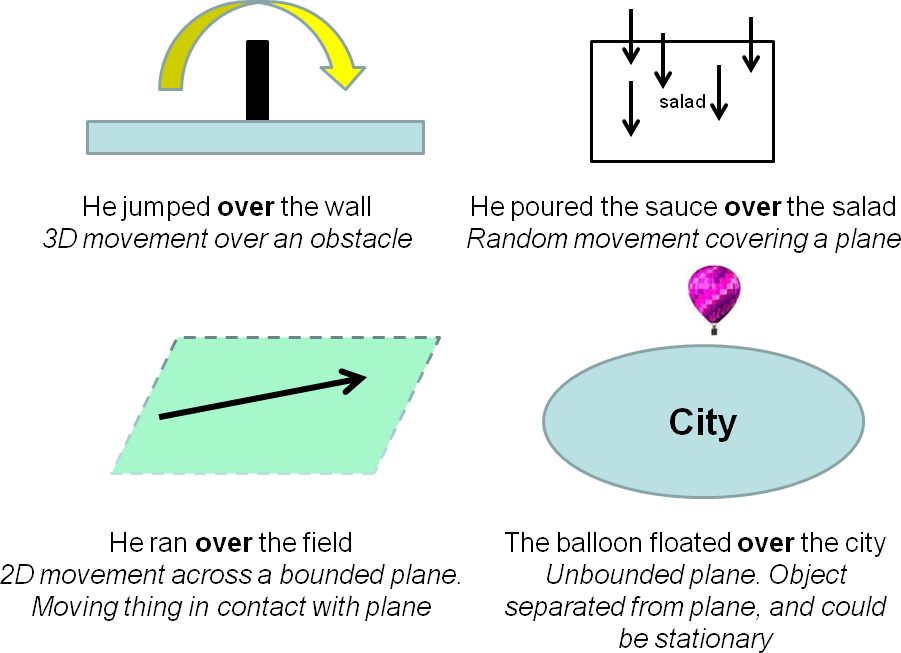 salad
He jumped over the wall
3D movement over an obstacle
He poured the sauce over the salad
Random movement covering a plane
He ran over the field
2D movement across a bounded plane.
Moving thing in contact with plane
City
The balloon floated over the city
Unbounded plane. Object
separated from plane, and could
be stationary